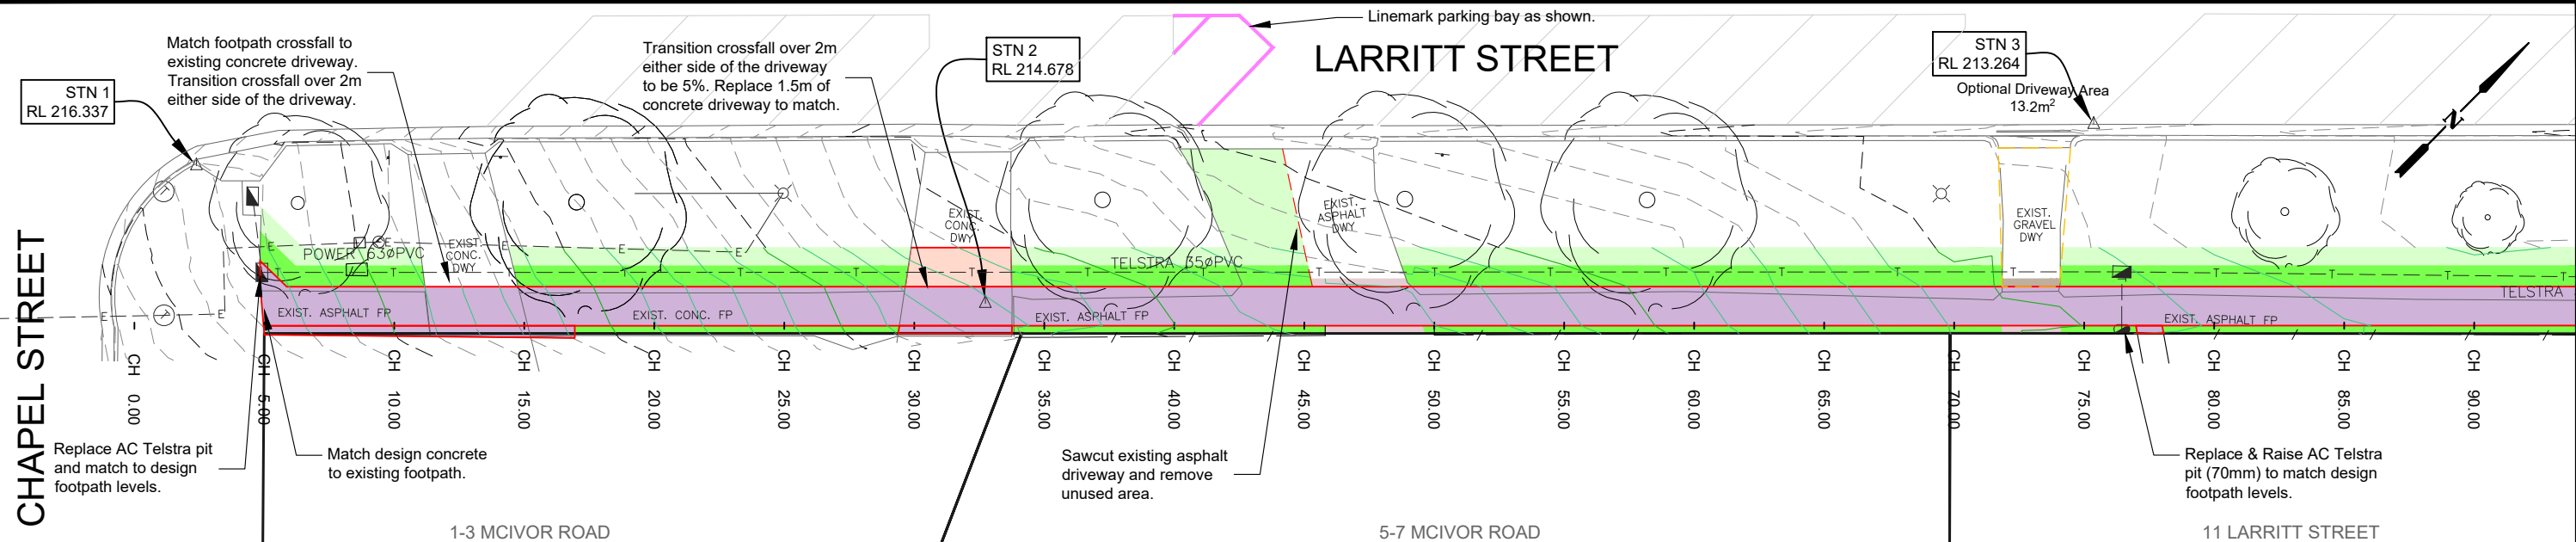 Match footpath crossfall to
existing concrete driveway.
Transition crossfall over 2m
either side of the driveway.
STN 1
RL 216.337
Transition crossfall over 2m
either side of the driveway
to be 5%. Replace 1.5m of
concrete driveway to match.
STN 2
RL 214.678
Linemark parking bay as shown.
LARRITT STREET
STN 3
RL 213.264
Optional Driveway Area
13.2m²
N
CHAPEL STREET
POWER 63øPVC
EXIST.
CONC.
DWY
EXIST.
CONC.
DWY
TELSTRA 35øPVC
EXIST.
ASPHALT
DWY
EXIST.
GRAVEL
DWY
TELSTRA
E E E E E E E
T T T T T T T T T T T T T T T T T T T T
EXIST. ASPHALT FP
EXIST. CONC. FP
EXIST. ASPHALT FP
EXIST. ASPHALT FP
CH 0.00
CH 5.00
CH 10.00
CH 15.00
CH 20.00
CH 25.00
CH 30.00
CH 35.00
CH 40.00
CH 45.00
CH 50.00
CH 55.00
CH 60.00
CH 65.00
CH 70.00
CH 75.00
CH 80.00
CH 85.00
CH 90.00
Replace AC Telstra pit
and match to design
footpath levels.
Match design concrete
to existing footpath.
Sawcut existing asphalt
driveway and remove
unused area.
Replace & Raise AC Telstra
pit (70mm) to match design
footpath levels.
1-3 MCIVOR ROAD
5-7 MCIVOR ROAD
11 LARRITT STREET